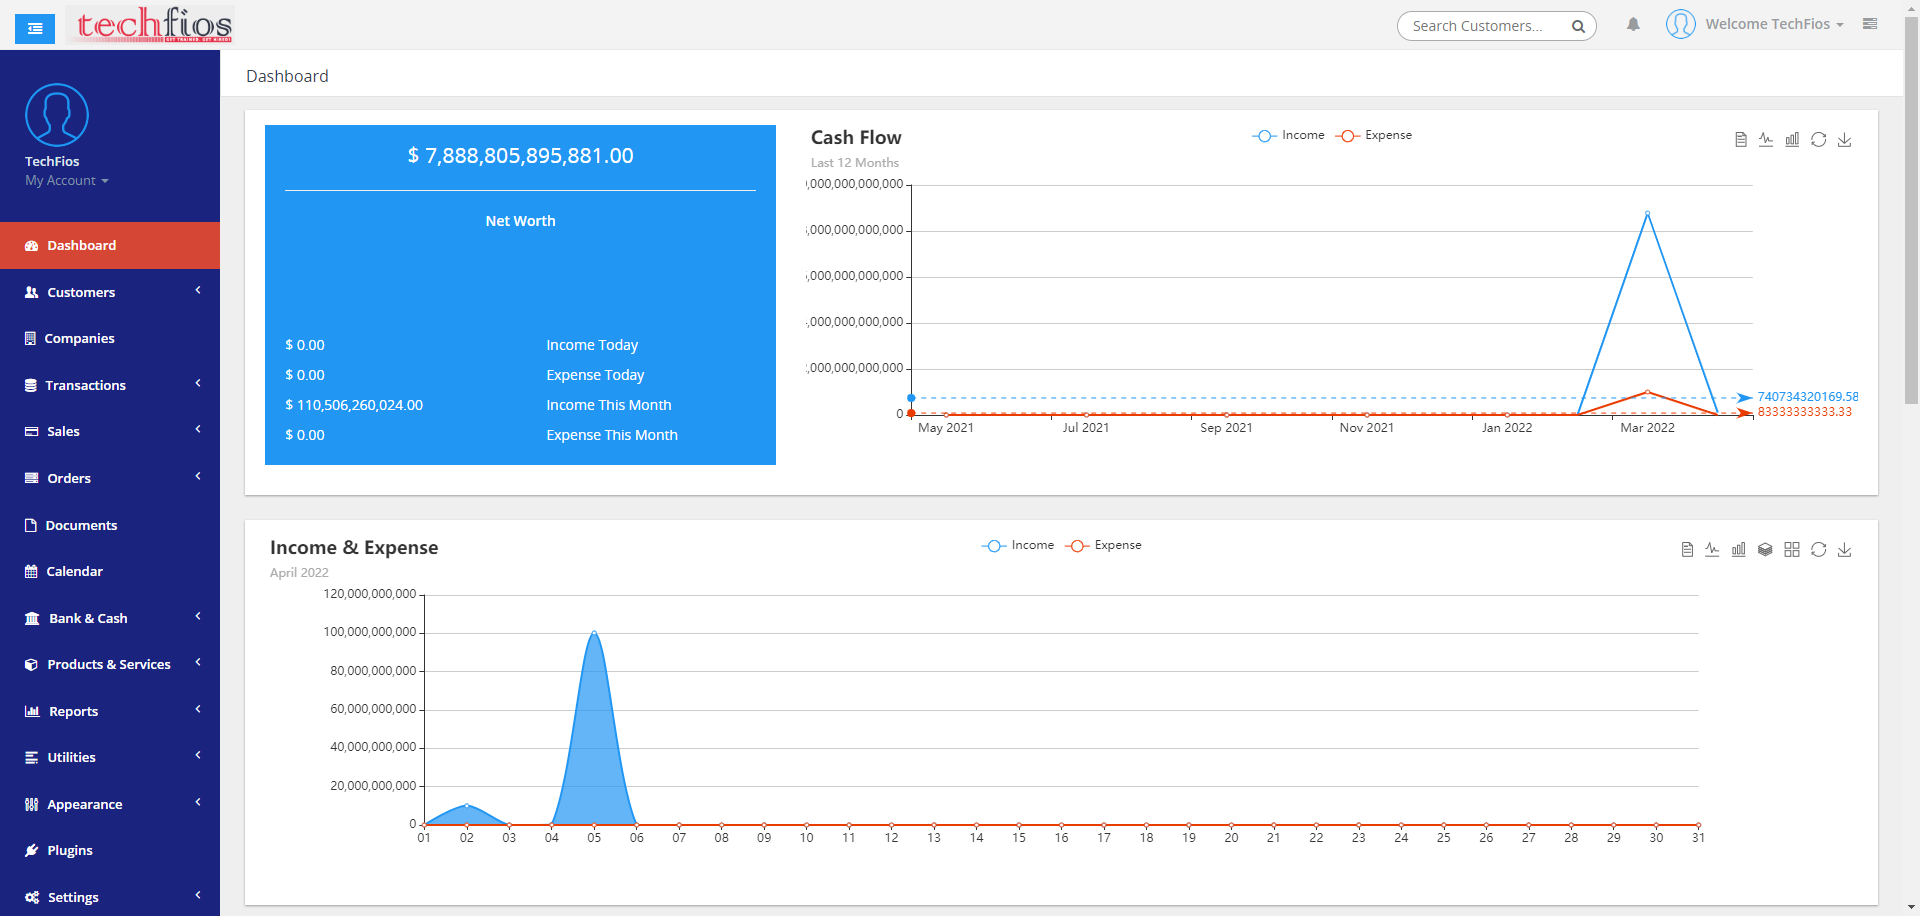 techfios
Search Customers...
Welcome TechFios
TechFios
My Account
Dashboard
Customers
Companies
Transactions
Sales
Orders
Documents
Calendar
Bank & Cash
Products & Services
Reports
Utilities
Appearance
Plugins
Settings
Dashboard
$ 7,888,805,895,881.00
Net Worth
$ 0.00 Income Today
$ 0.00 Expense Today
$ 110,506,260,024.00 Income This Month
$ 0.00 Expense This Month
Cash Flow
Last 12 Months
Income Expense
,000,000,000,000
,000,000,000,000
,000,000,000,000
,000,000,000,000
,000,000,000,000
0
740734320169.58
83333333333.33
May 2021 Jul 2021 Sep 2021 Nov 2021 Jan 2022 Mar 2022
Income & Expense
April 2022
Income Expense
120,000,000,000
100,000,000,000
80,000,000,000
60,000,000,000
40,000,000,000
20,000,000,000
0
01 02 03 04 05 06 07 08 09 10 11 12 13 14 15 16 17 18 19 20 21 22 23 24 25 26 27 28 29 30 31